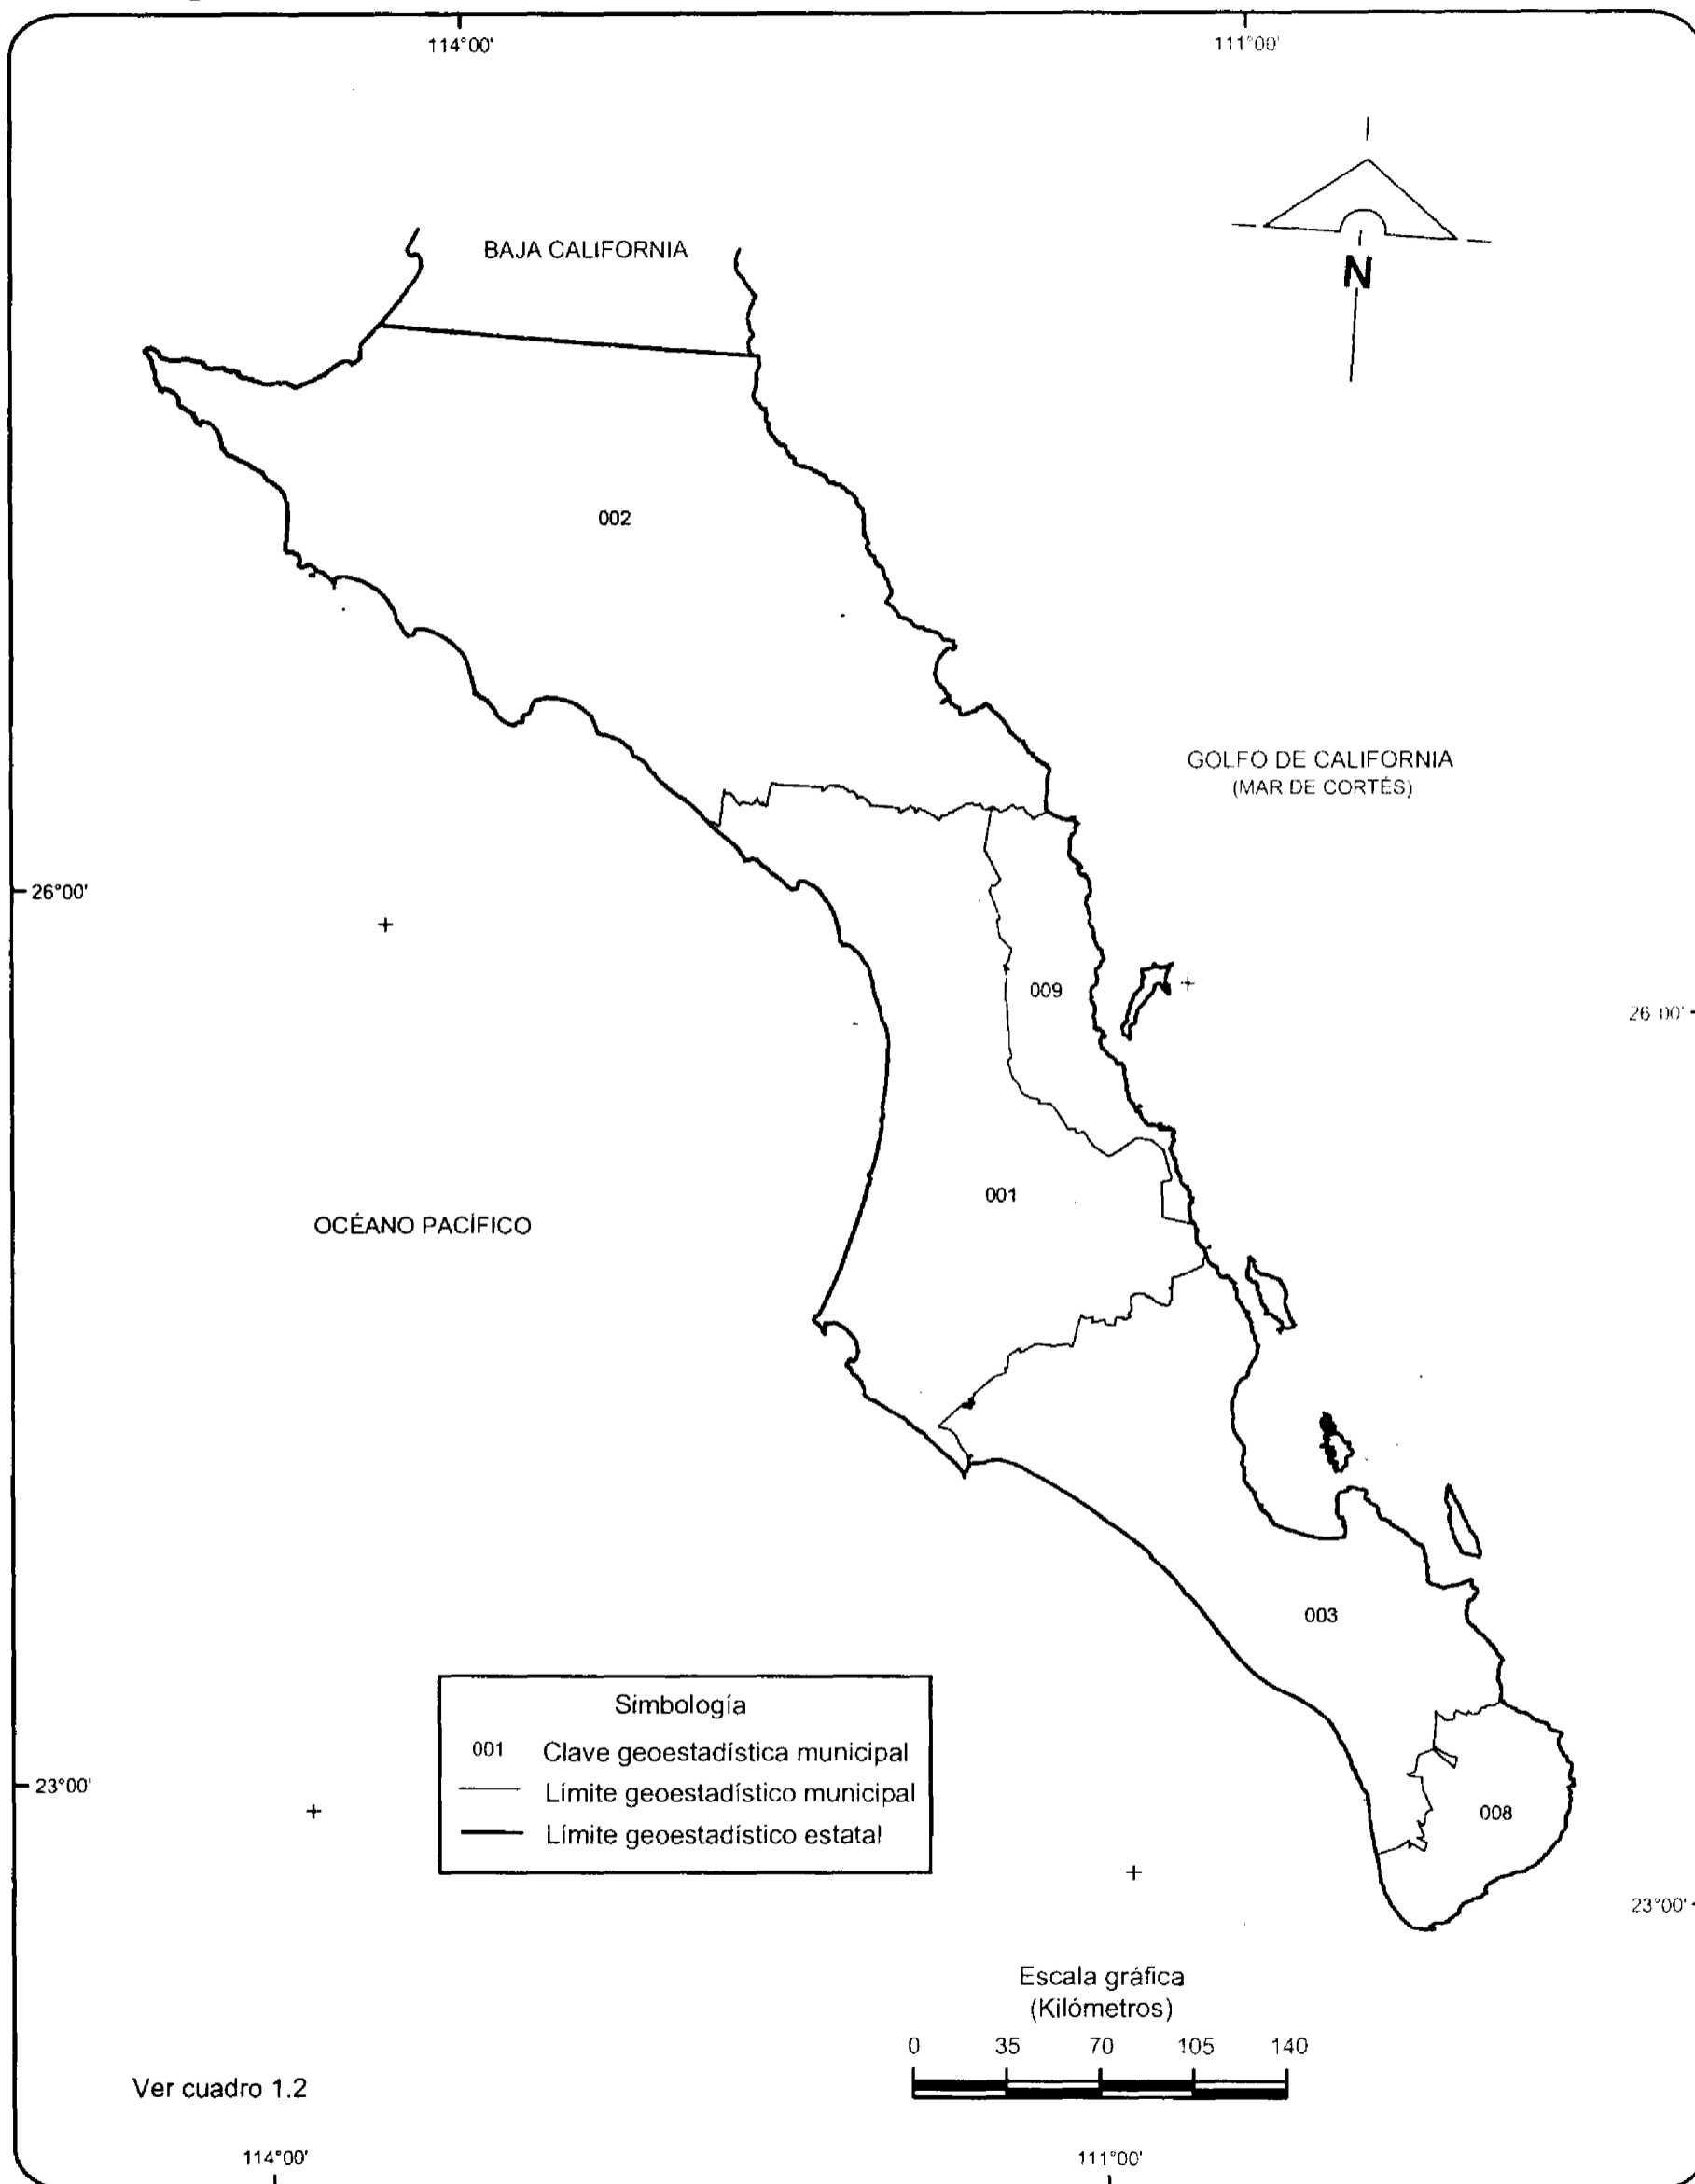 114°00'
111°00'
BAJA CALIFORNIA
N
002
GOLFO DE CALIFORNIA
(MAR DE CORTÉS)
26°00'
009
26 00'
001
OCÉANO PACÍFICO
003
Simbología
001 Clave geoestadística municipal
Límite geoestadístico municipal
Límite geoestadístico estatal
23°00'
008
23°00'
Escala gráfica
(Kilómetros)
0 35 70 105 140
Ver cuadro 1.2
114°00'
111°00'